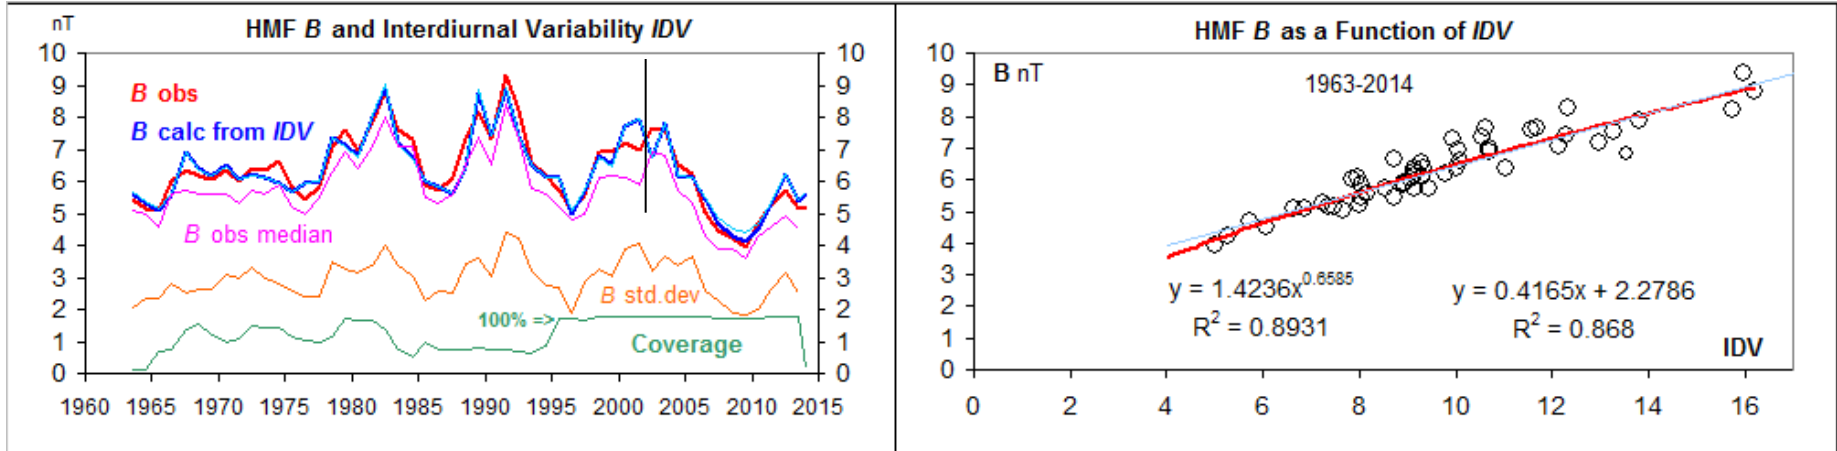 nT
HMF B and Interdiurnal Variability IDV
10
9
8
7
6
5
4
3
2
1
0
B obs
B calc from IDV
B obs median
B std.dev
100% =>
Coverage
10
9
8
7
6
5
4
3
2
1
0
1960 1965 1970 1975 1980 1985 1990 1995 2000 2005 2010 2015
HMF B as a Function of IDV
10
9
8
7
6
5
4
3
2
1
0
B nT
1963-2014
y = 1.4236x^0.6585
R² = 0.8931
y = 0.4165x + 2.2786
R² = 0.868
IDV
0 2 4 6 8 10 12 14 16